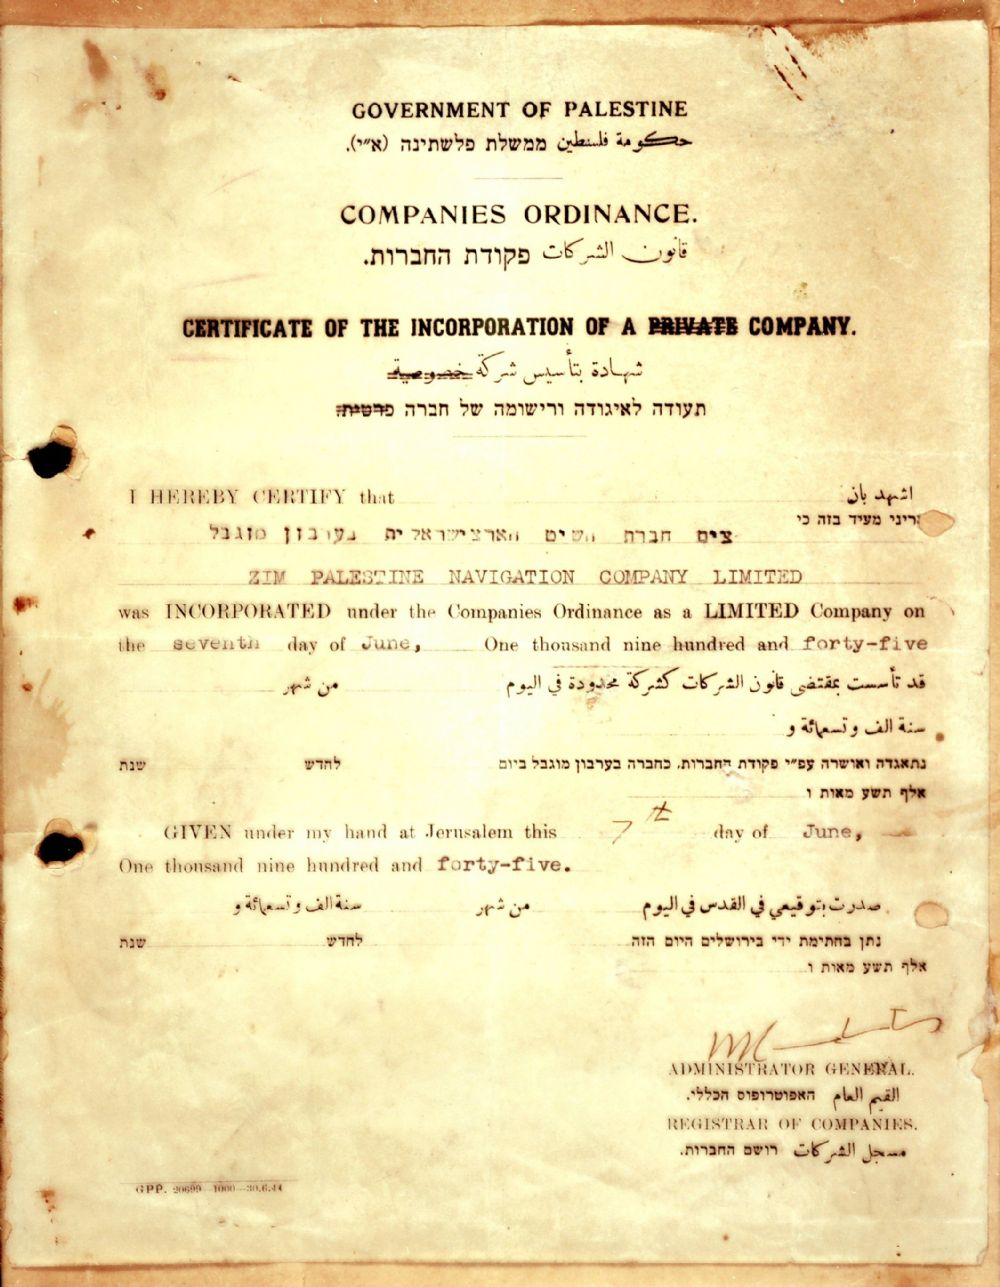 GOVERNMENT OF PALESTINE
حكومة فلسطين ממשלת פלשתינה (א״י).
COMPANIES ORDINANCE.
قانون الشركات פקודת החברות.
CERTIFICATE OF THE INCORPORATION OF A PRIVATE COMPANY.
شهادة بتأسيس شركة خصوصية
תעודה לאיגודה ורישומה של חברה פרטית.
I HEREBY CERTIFY that اشهد بان
הריני מעיד בזה כי
צים חברת השיט הארצישראלית בערבון מוגבל
ZIM PALESTINE NAVIGATION COMPANY LIMITED
was INCORPORATED under the Companies Ordinance as a LIMITED Company on
the seventh day of June, One thousand nine hundred and forty-five
قد تأسست بمقتضى قانون الشركات كشركة محدودة في اليوم من شهر
سنة الف وتسعمائة و
נתאגדה ואושרה עפ״י פקודת החברות, כחברה בערבון מוגבל ביום לחדש שנת
אלף תשע מאות ו
GIVEN under my hand at Jerusalem this 7th day of June,
One thousand nine hundred and forty-five.
صدرت بتوقيعي في القدس في اليوم من شهر سنة الف وتسعمائة و
נתן בחתימת ידי בירושלים היום הזה לחדש שנת
אלף תשע מאות ו
ADMINISTRATOR GENERAL.
القيم العام האפוטרופוס הכללי.
REGISTRAR OF COMPANIES.
مسجل الشركات רושם החברות.
GPP. 20699—1000—30.6.44